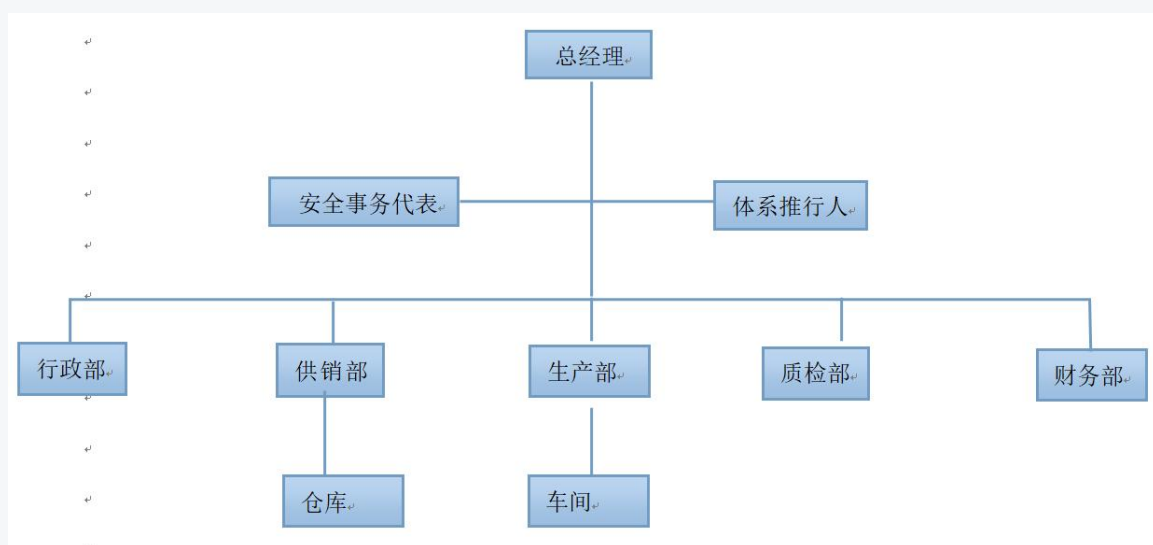 总经理
安全事务代表
体系推行人
行政部
供销部
生产部
质检部
财务部
仓库
车间